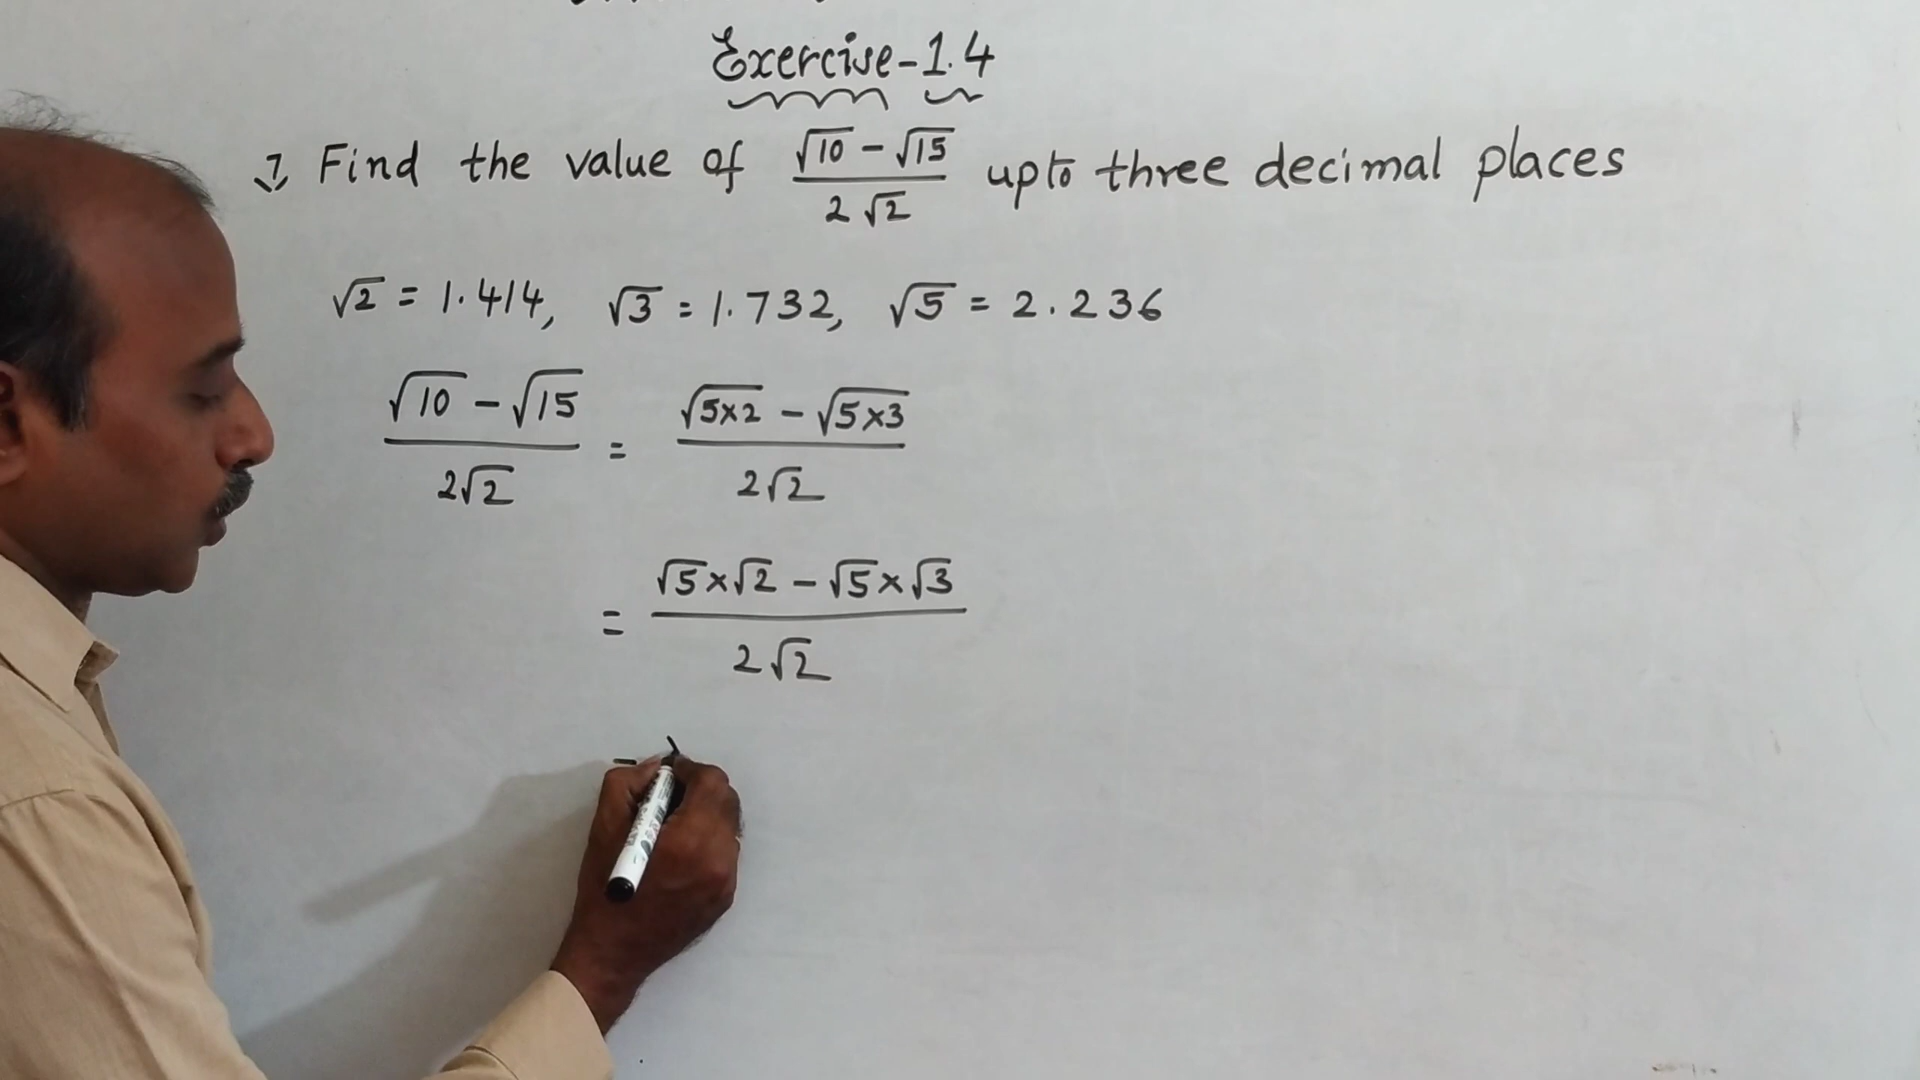 Exercise-1.4
7, Find the value of (√10 - √15)/(2√2) upto three decimal places
√2 = 1.414, √3 = 1.732, √5 = 2.236
(√10 - √15)/(2√2) = (√5×2 - √5×3)/(2√2)
= (√5×√2 - √5×√3)/(2√2)